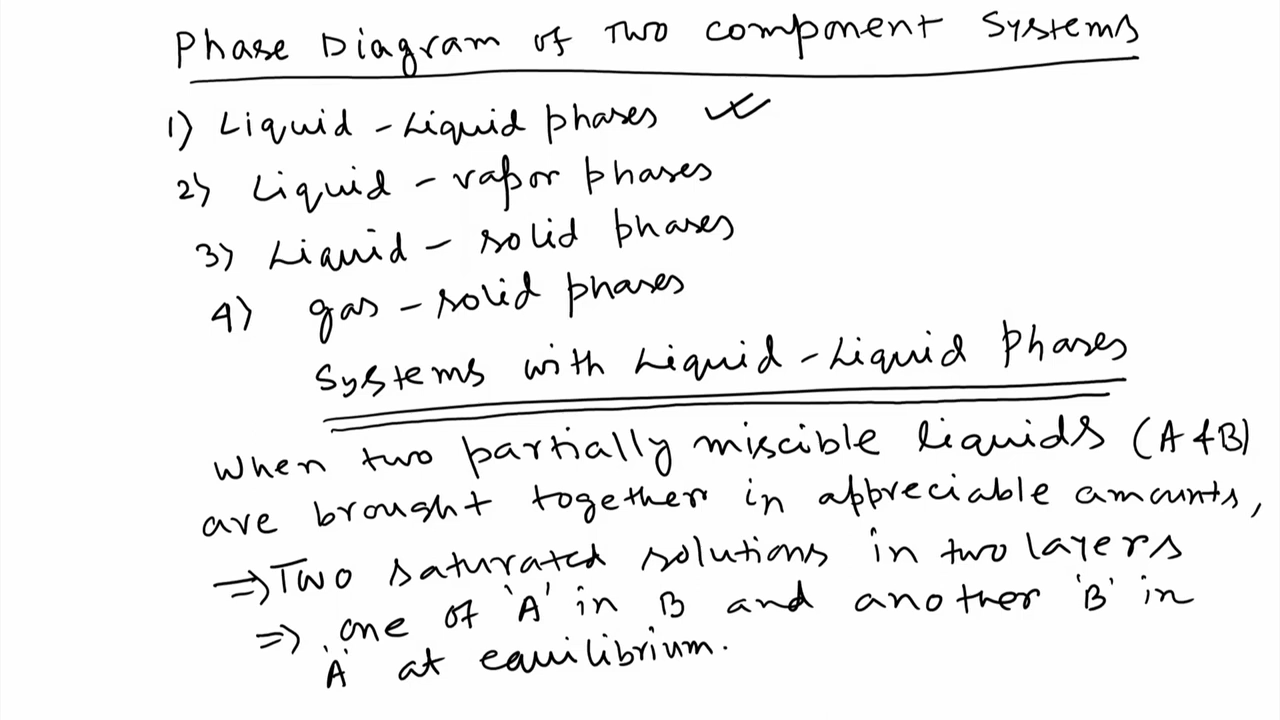 Phase Diagram of Two component Systems
1) Liquid - Liquid phases
2) Liquid - vapor phases
3) Liquid - solid phases
4) gas - solid phases
Systems with Liquid - Liquid phases
When two partially miscible liquids (A & B)
are brought together in appreciable amounts,
⇒ Two saturated solutions in two layers
⇒ one of 'A' in B and another 'B' in
'A' at equilibrium.